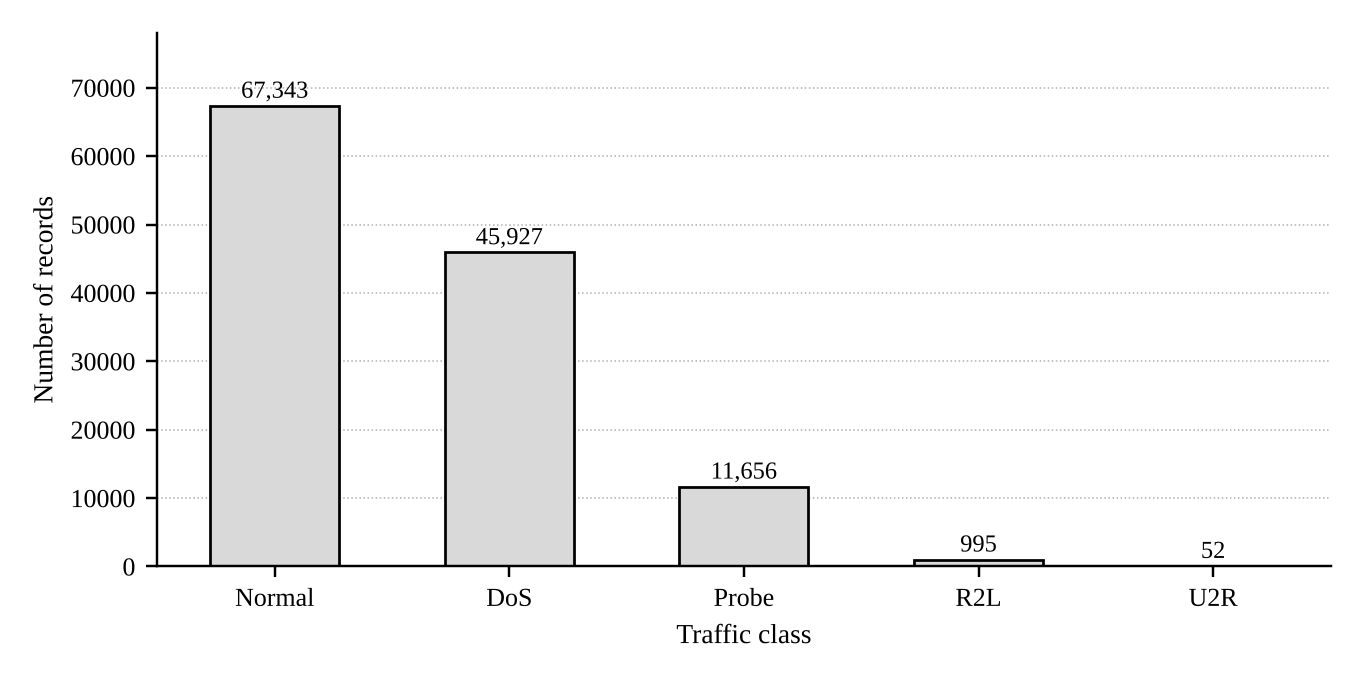 70000
60000
50000
40000
30000
20000
10000
0
Number of records
67,343
45,927
11,656
995
52
Normal
DoS
Probe
R2L
U2R
Traffic class